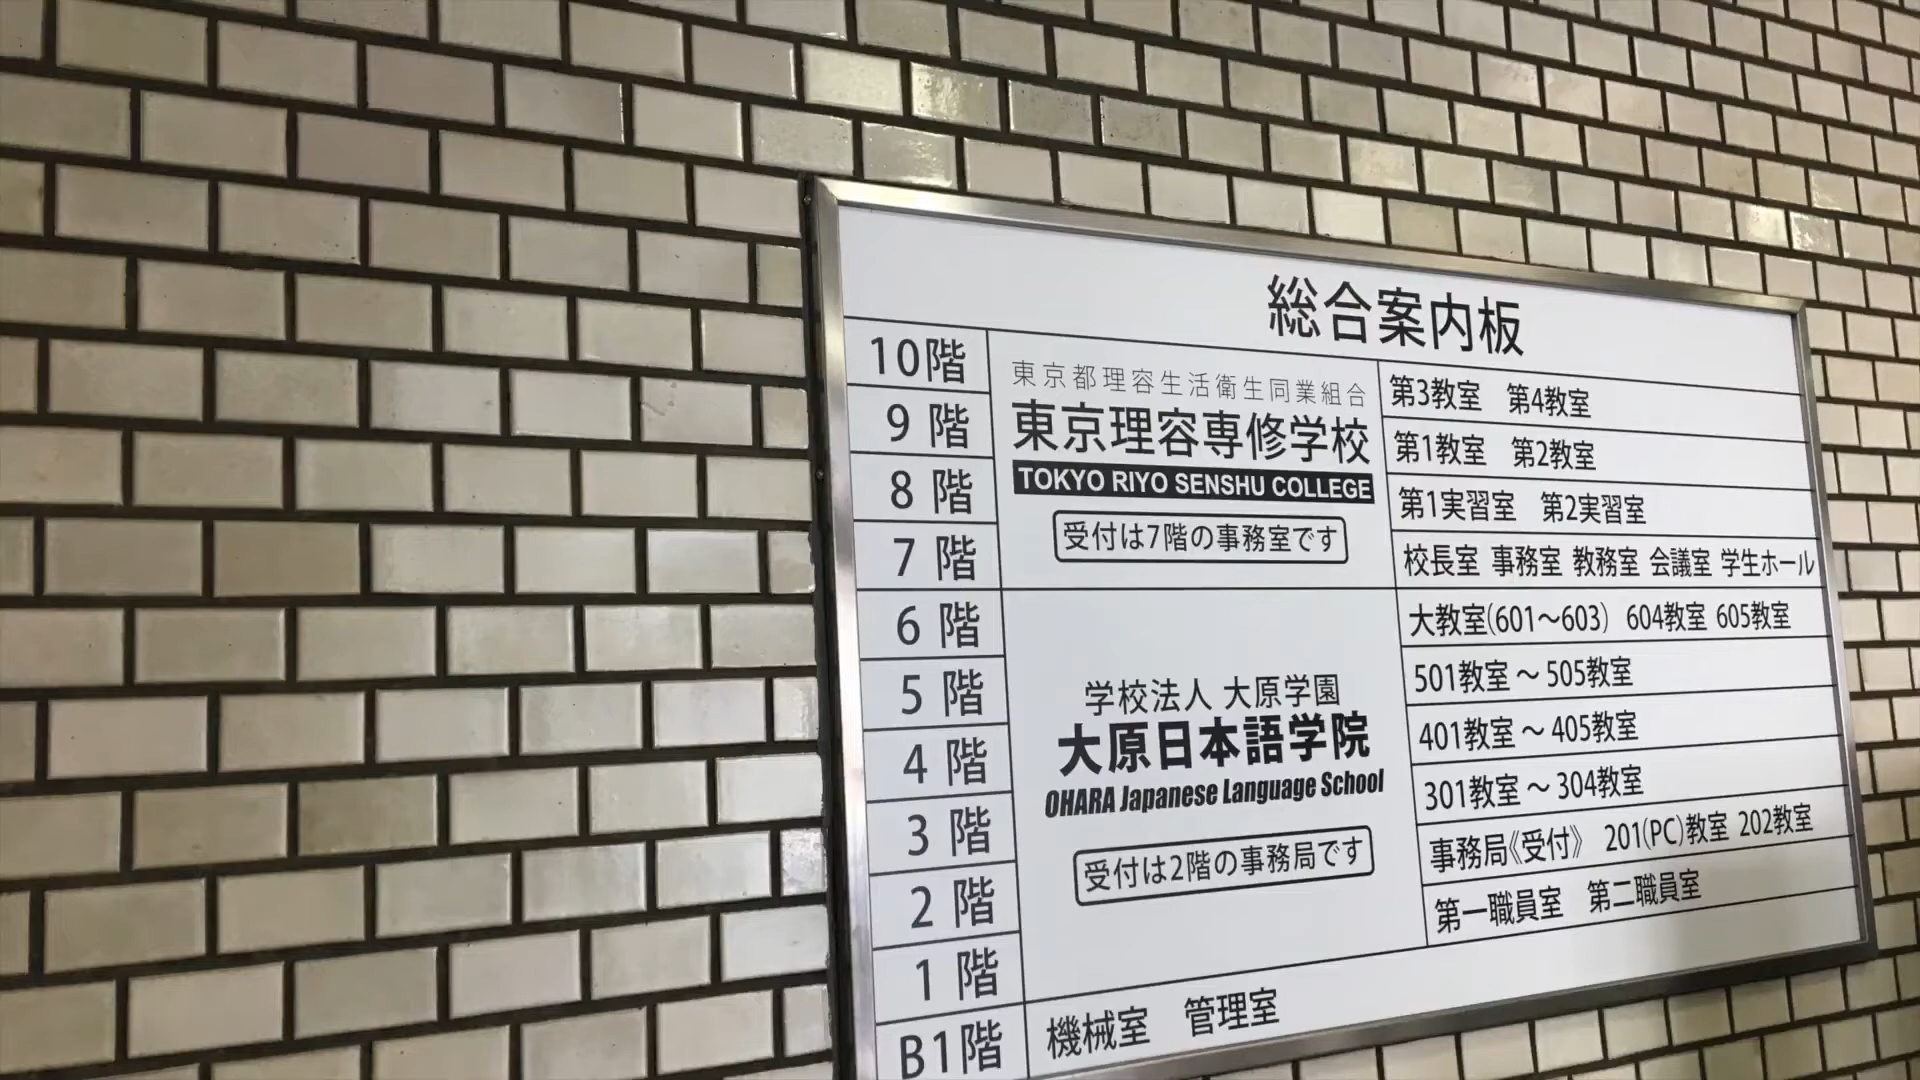 総合案内板
10階
9階
8階
7階
6階
5階
4階
3階
2階
1階
B1階
東京都理容生活衛生同業組合
東京理容専修学校
TOKYO RIYO SENSHU COLLEGE
受付は7階の事務室です
学校法人 大原学園
大原日本語学院
OHARA Japanese Language School
受付は2階の事務局です
第3教室 第4教室
第1教室 第2教室
第1実習室 第2実習室
校長室 事務室 教務室 会議室 学生ホール
大教室(601～603) 604教室 605教室
501教室～505教室
401教室～405教室
301教室～304教室
事務局《受付》 201(PC)教室 202教室
第一職員室 第二職員室
機械室 管理室